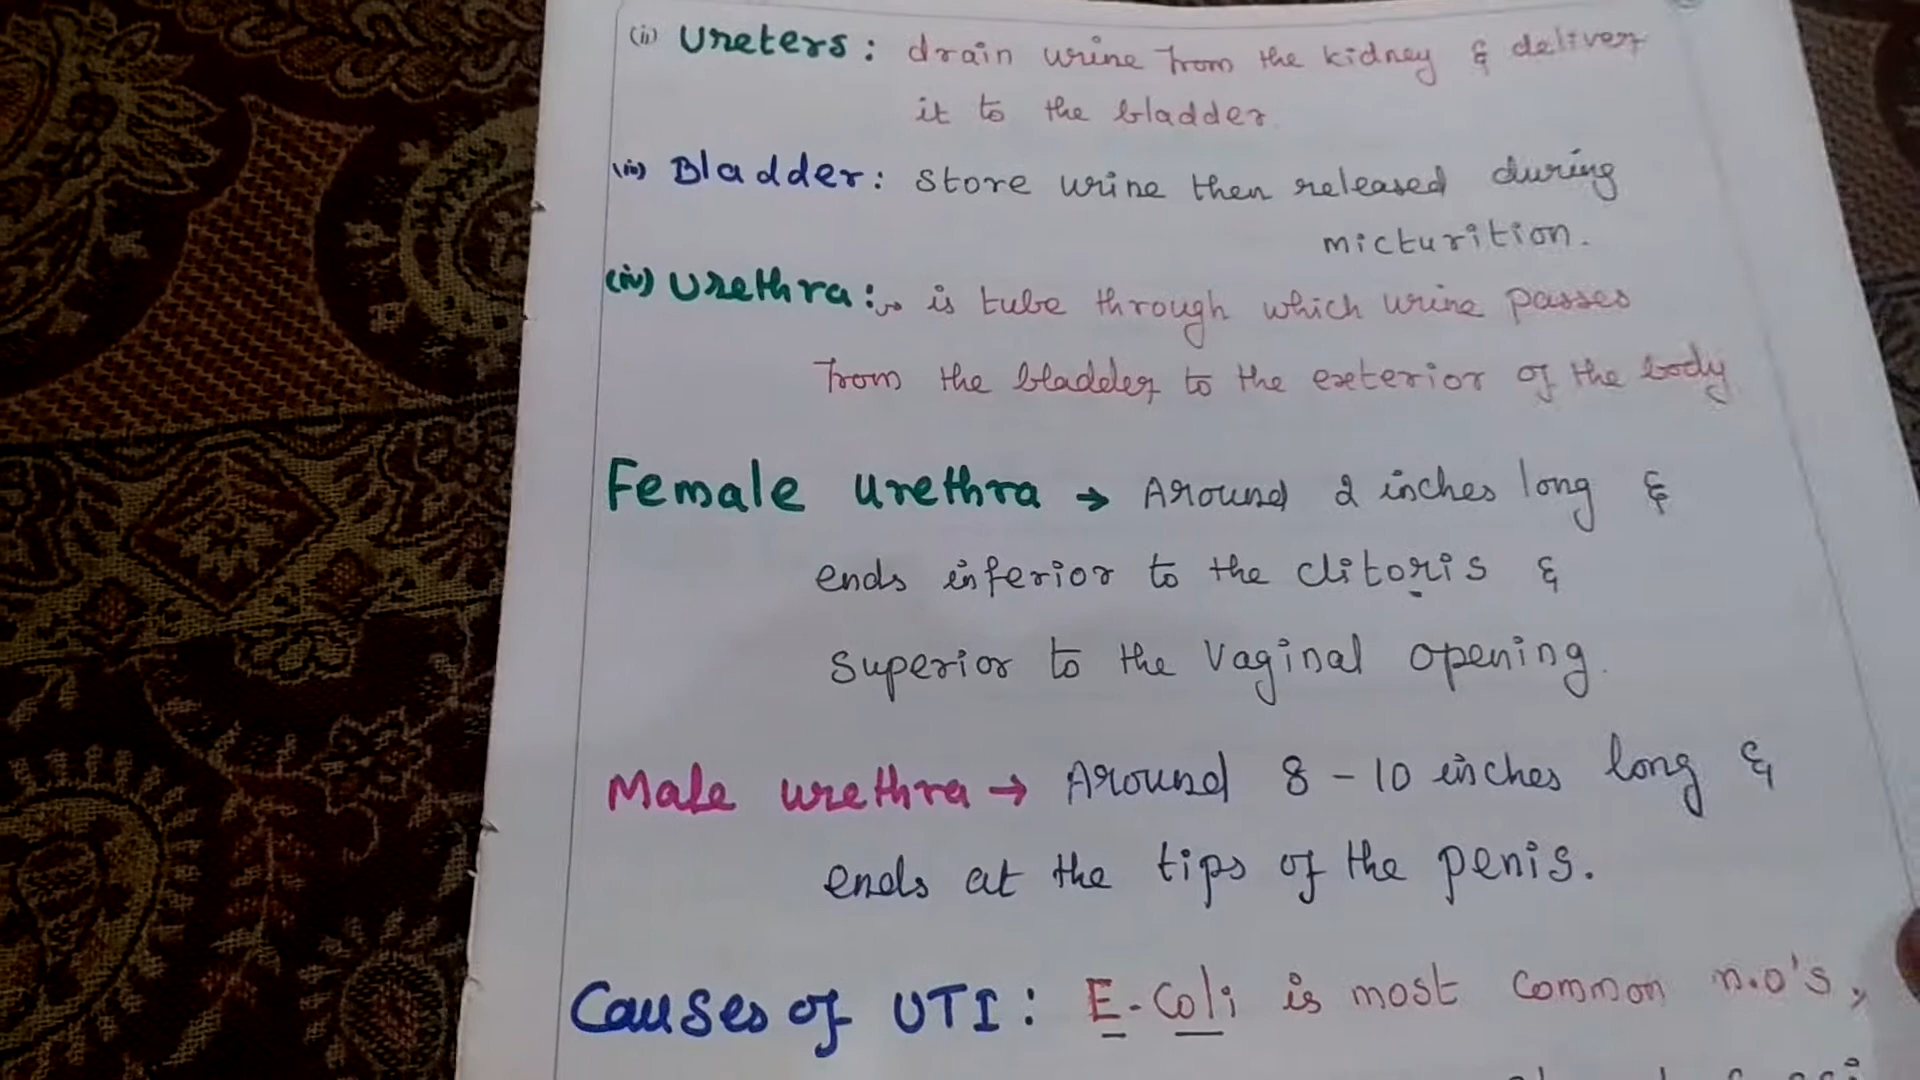 (ii) Ureters: drain urine from the kidney & deliver
it to the bladder.
(iii) Bladder: store urine then released during
micturition.
(iv) Urethra: → is tube through which urine passes
from the bladder to the exterior of the body
Female urethra → Around 2 inches long &
ends inferior to the clitoris &
superior to the vaginal opening.
Male urethra → Around 8-10 inches long &
ends at the tips of the penis.
Causes of UTI: E-Coli is most common m.o's,